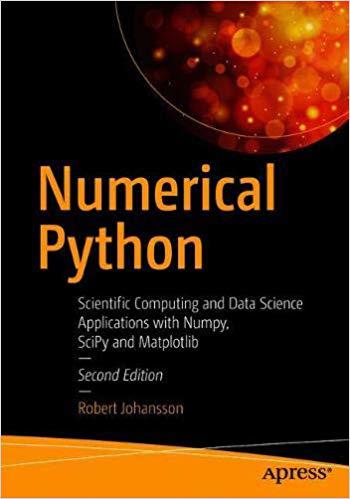 Numerical
Python
Scientific Computing and Data Science
Applications with Numpy,
SciPy and Matplotlib
—
Second Edition
—
Robert Johansson
Apress®